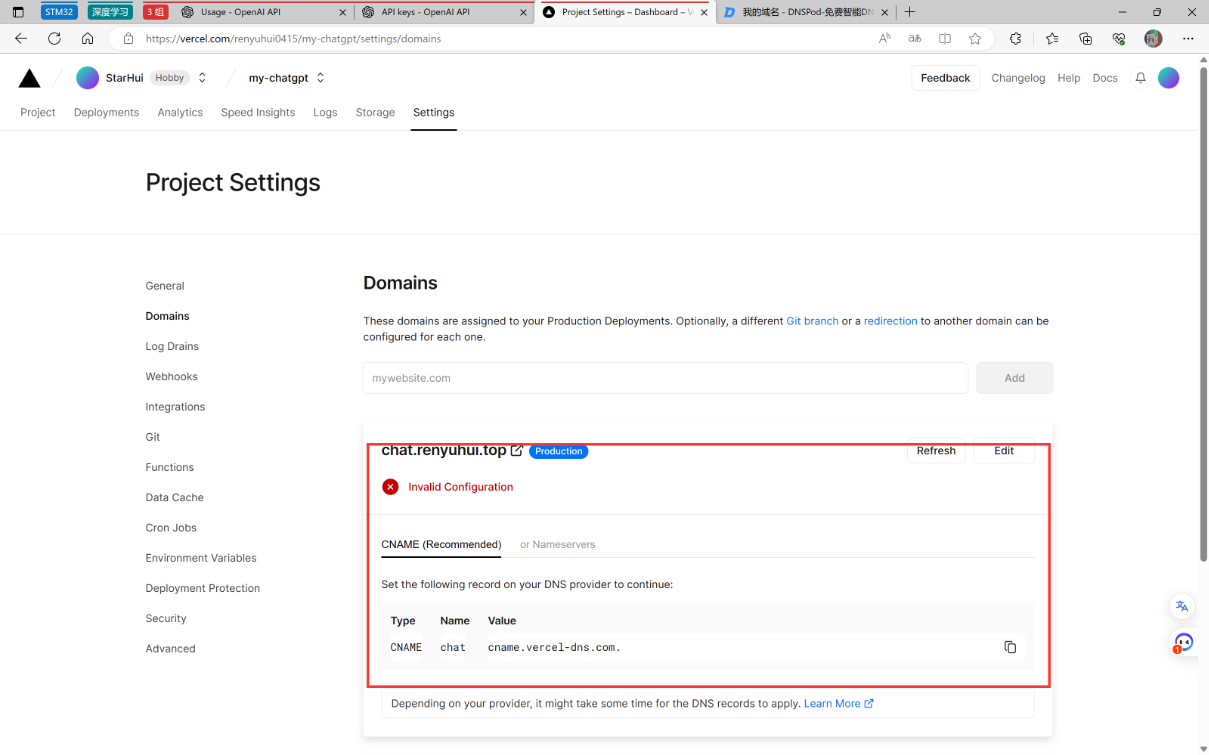 STM32 深度学习 3 组 Usage - OpenAI API API keys - OpenAI API Project Settings – Dashboard – 我的域名 - DNSPod-免费智能DN
https://vercel.com/renyuhui0415/my-chatgpt/settings/domains
StarHui Hobby my-chatgpt Feedback Changelog Help Docs
Project Deployments Analytics Speed Insights Logs Storage Settings
Project Settings
General
Domains
Log Drains
Webhooks
Integrations
Git
Functions
Data Cache
Cron Jobs
Environment Variables
Deployment Protection
Security
Advanced
Domains
These domains are assigned to your Production Deployments. Optionally, a different Git branch or a redirection to another domain can be
configured for each one.
mywebsite.com Add
chat.renyuhui.top Production Refresh Edit
Invalid Configuration
CNAME (Recommended) or Nameservers
Set the following record on your DNS provider to continue:
Type Name Value
CNAME chat cname.vercel-dns.com.
Depending on your provider, it might take some time for the DNS records to apply. Learn More
1